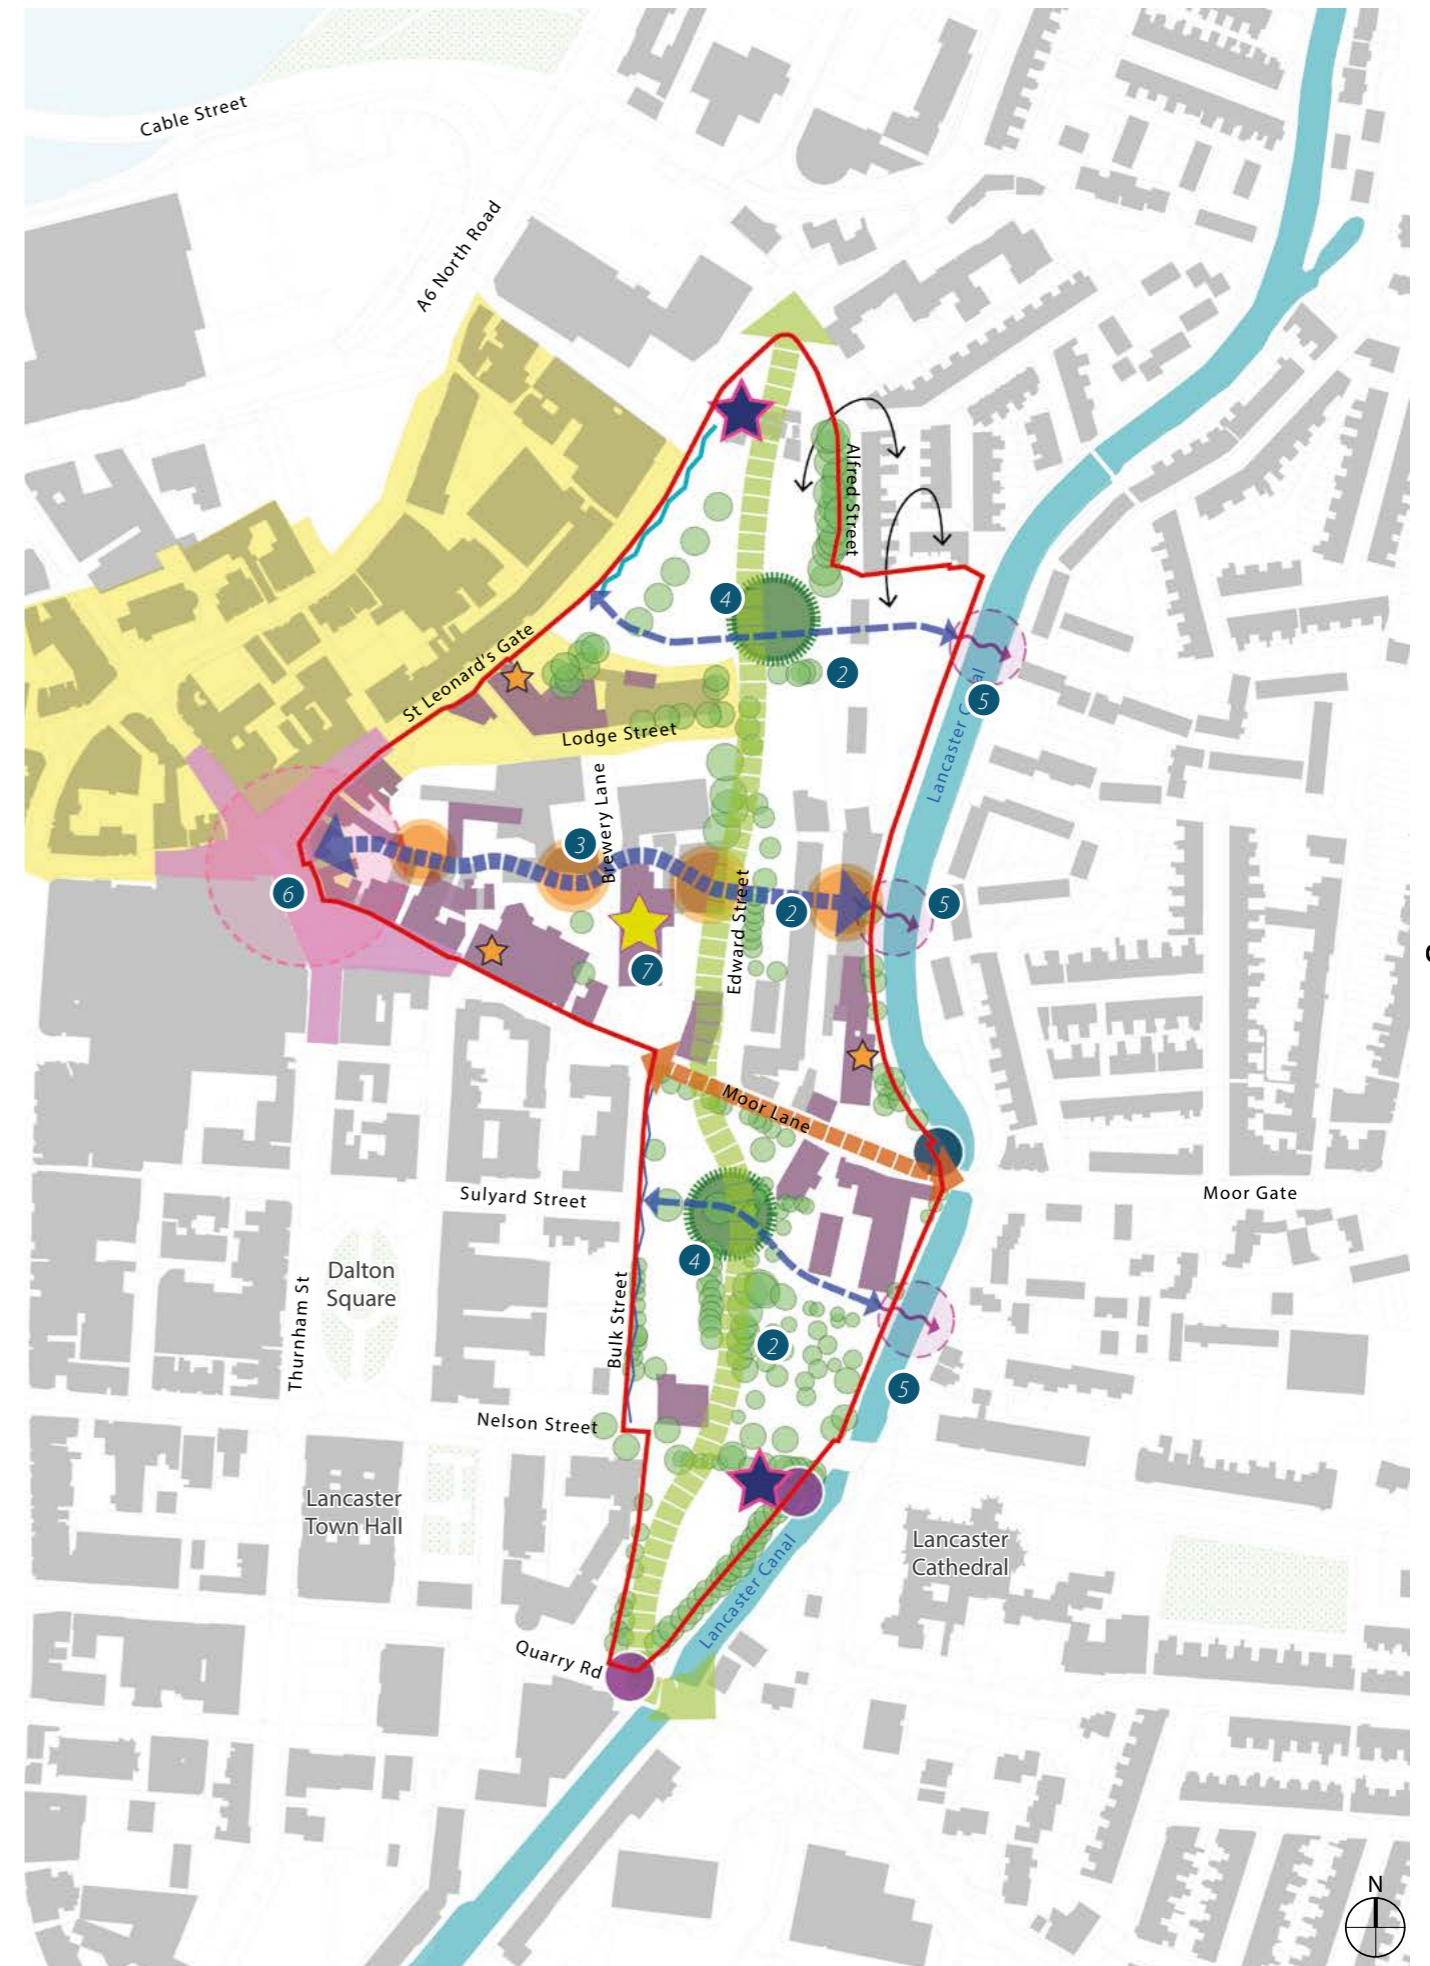 Cable Street
A6 North Road
Alfred Street
4
2
St Leonard's Gate
5
Lodge Street
Lancaster Canal
Brewery Lane
3
6
Edward Street
2
5
7
Moor Lane
Sulyard Street
Moor Gate
4
Dalton
Square
Thurnham St
Bulk Street
2
5
Nelson Street
Lancaster
Town Hall
Lancaster
Cathedral
Lancaster Canal
Quarry Rd
N